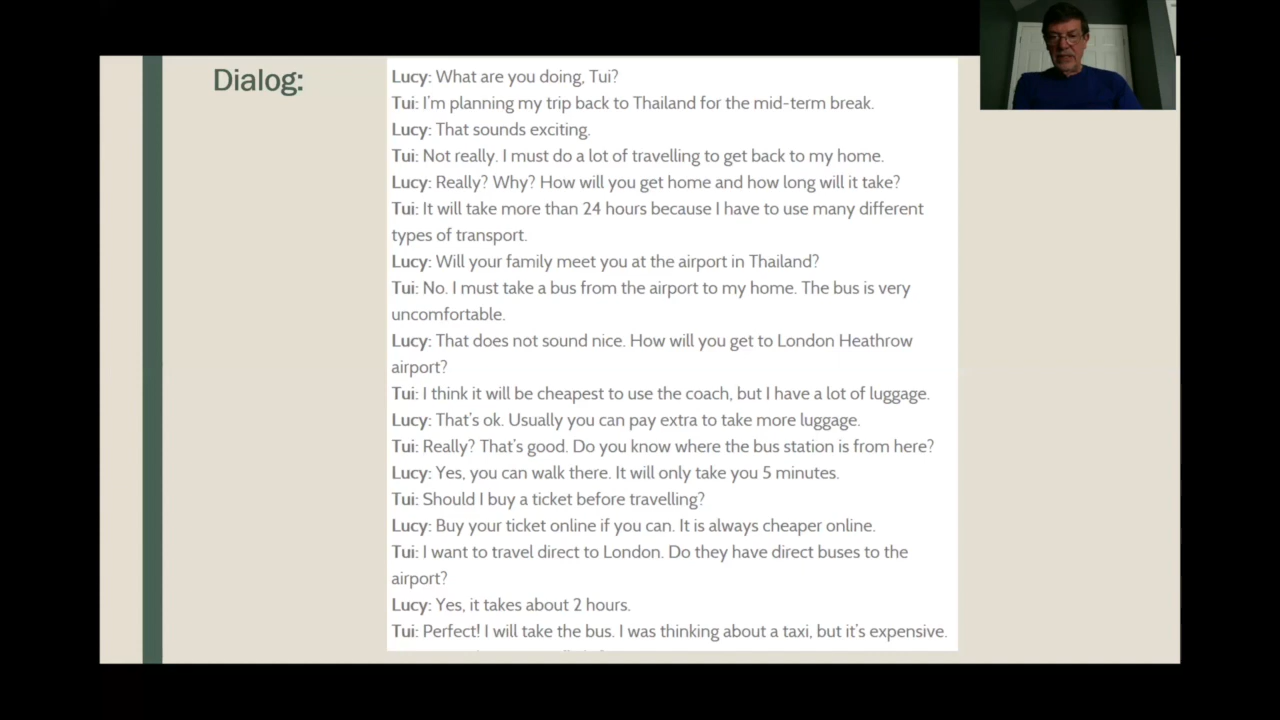 Dialog:
Lucy: What are you doing, Tui?
Tui: I'm planning my trip back to Thailand for the mid-term break.
Lucy: That sounds exciting.
Tui: Not really. I must do a lot of travelling to get back to my home.
Lucy: Really? Why? How will you get home and how long will it take?
Tui: It will take more than 24 hours because I have to use many different
types of transport.
Lucy: Will your family meet you at the airport in Thailand?
Tui: No. I must take a bus from the airport to my home. The bus is very
uncomfortable.
Lucy: That does not sound nice. How will you get to London Heathrow
airport?
Tui: I think it will be cheapest to use the coach, but I have a lot of luggage.
Lucy: That's ok. Usually you can pay extra to take more luggage.
Tui: Really? That's good. Do you know where the bus station is from here?
Lucy: Yes, you can walk there. It will only take you 5 minutes.
Tui: Should I buy a ticket before travelling?
Lucy: Buy your ticket online if you can. It is always cheaper online.
Tui: I want to travel direct to London. Do they have direct buses to the
airport?
Lucy: Yes, it takes about 2 hours.
Tui: Perfect! I will take the bus. I was thinking about a taxi, but it's expensive.